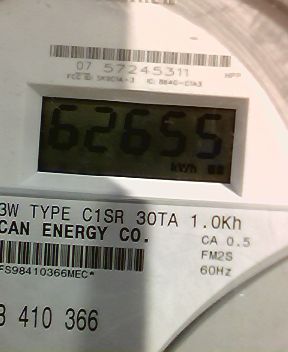 07 57245311
62655
kWh
3W TYPE C1SR 30TA 1.0Kh
CAN ENERGY CO.
CA 0.5
FM2S
60Hz
FS98410366MEC*
410 366